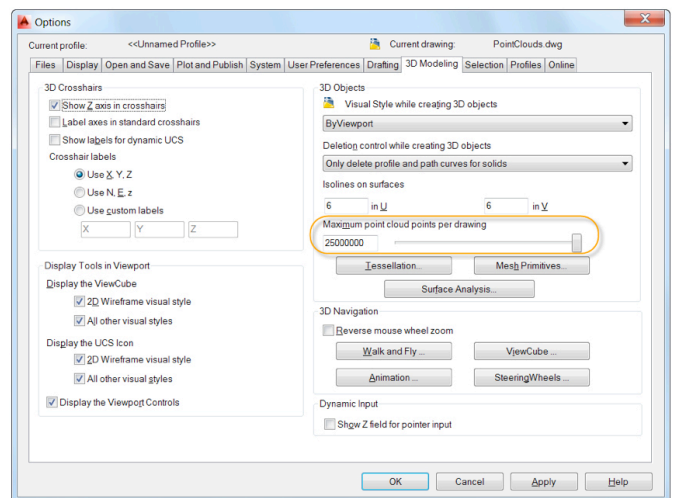 Options
Current profile: <<Unnamed Profile>> Current drawing: PointClouds.dwg
Files Display Open and Save Plot and Publish System User Preferences Drafting 3D Modeling Selection Profiles Online
3D Crosshairs
Show Z axis in crosshairs
Label axes in standard crosshairs
Show labels for dynamic UCS
Crosshair labels
Use X, Y, Z
Use N, E, z
Use custom labels
X Y Z
Display Tools in Viewport
Display the ViewCube
2D Wireframe visual style
All other visual styles
Display the UCS Icon
2D Wireframe visual style
All other visual styles
Display the Viewport Controls
3D Objects
Visual Style while creating 3D objects
ByViewport
Deletion control while creating 3D objects
Only delete profile and path curves for solids
Isolines on surfaces
6 in U 6 in V
Maximum point cloud points per drawing
25000000
Tessellation... Mesh Primitives...
Surface Analysis...
3D Navigation
Reverse mouse wheel zoom
Walk and Fly ... ViewCube ...
Animation ... SteeringWheels ...
Dynamic Input
Show Z field for pointer input
OK Cancel Apply Help